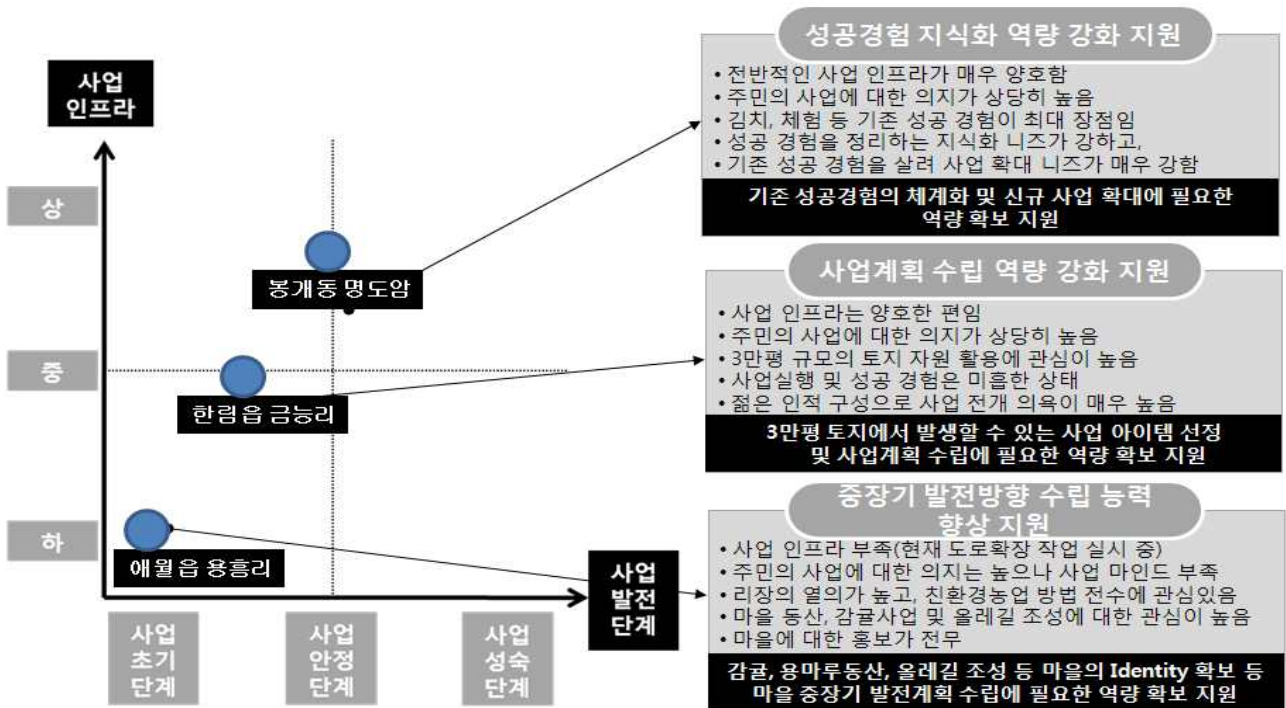 사업
인프라
상
중
하
봉개동 명도암
한림읍 금능리
애월읍 용흥리
사업
초기
단계
사업
안정
단계
사업
성숙
단계
사업
발전
단계
성공경험 지식화 역량 강화 지원
• 전반적인 사업 인프라가 매우 양호함
• 주민의 사업에 대한 의지가 상당히 높음
• 김치, 체험 등 기존 성공 경험이 최대 장점임
• 성공 경험을 정리하는 지식화 니즈가 강하고,
• 기존 성공 경험을 살려 사업 확대 니즈가 매우 강함
기존 성공경험의 체계화 및 신규 사업 확대에 필요한
역량 확보 지원
사업계획 수립 역량 강화 지원
• 사업 인프라는 양호한 편임
• 주민의 사업에 대한 의지가 상당히 높음
• 3만평 규모의 토지 자원 활용에 관심이 높음
• 사업실행 및 성공 경험은 미흡한 상태
• 젊은 인적 구성으로 사업 전개 의욕이 매우 높음
3만평 토지에서 발생할 수 있는 사업 아이템 선정
및 사업계획 수립에 필요한 역량 확보 지원
중장기 발전방향 수립 능력
향상 지원
• 사업 인프라 부족(현재 도로확장 작업 실시 중)
• 주민의 사업에 대한 의지는 높으나 사업 마인드 부족
• 리장의 열의가 높고, 친환경농업 방법 전수에 관심있음
• 마을 동산, 감귤사업 및 올레길 조성에 대한 관심이 높음
• 마을에 대한 홍보가 전무
감귤, 용마루동산, 올레길 조성 등 마을의 Identity 확보 등
마을 중장기 발전계획 수립에 필요한 역량 확보 지원